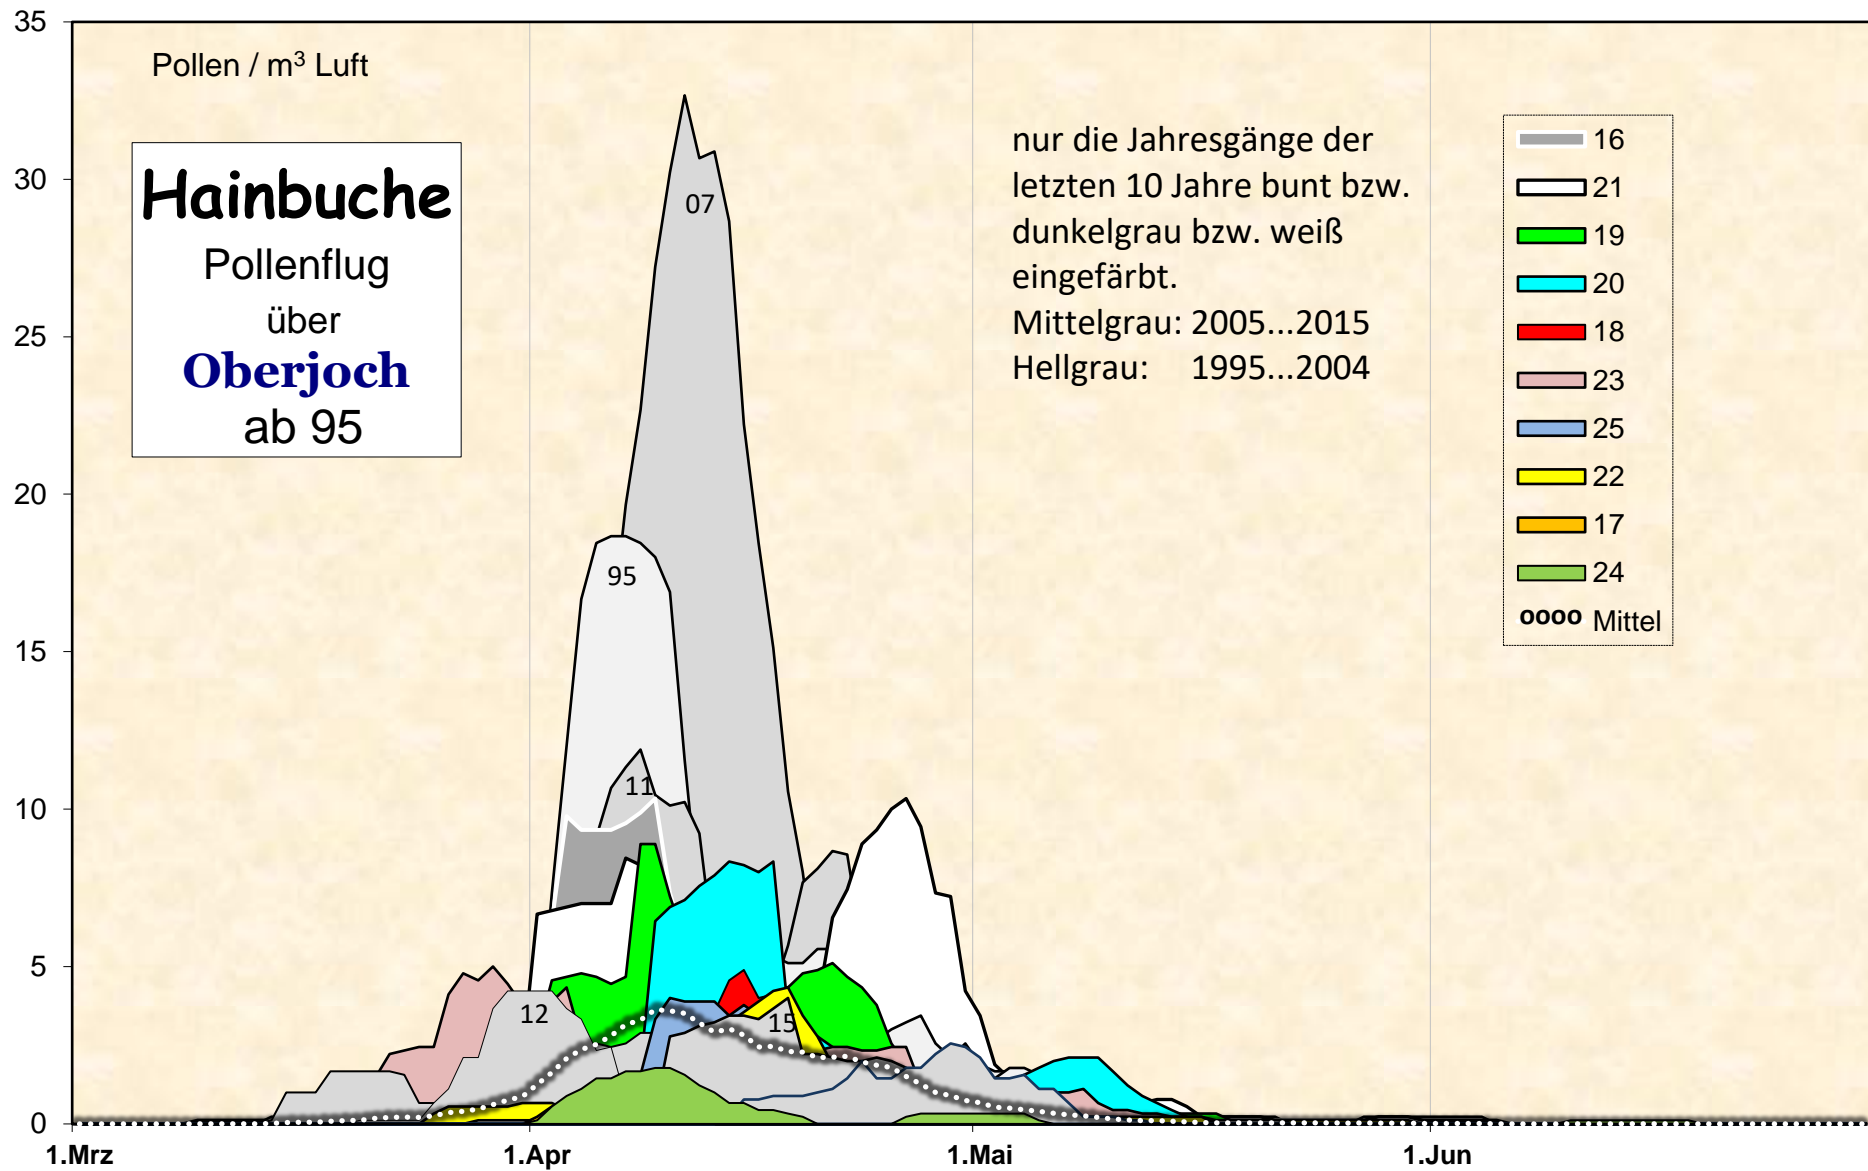 35
30
25
20
15
10
5
0
Pollen / m³ Luft
Hainbuche
Pollenflug
über
Oberjoch
ab 95
07
95
11
12
15
nur die Jahresgänge der
letzten 10 Jahre bunt bzw.
dunkelgrau bzw. weiß
eingefärbt.
Mittelgrau: 2005...2015
Hellgrau: 1995...2004
16
21
19
20
18
23
25
22
17
24
oooo Mittel
1.Mrz 1.Apr 1.Mai 1.Jun